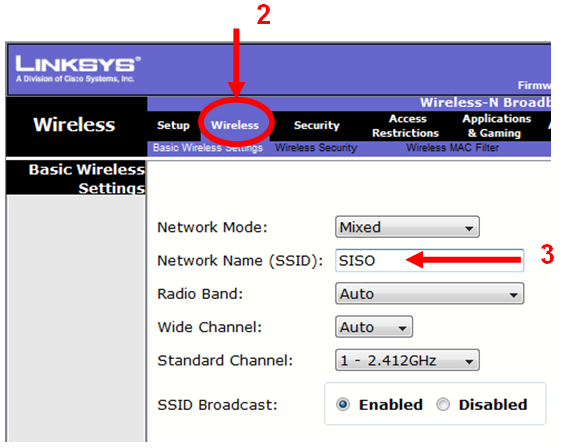 2
LINKSYS®
A Division of Cisco Systems, Inc.
Firmw
Wireless-N Broadb
Wireless
Setup Wireless Security Access Restrictions Applications & Gaming A
Basic Wireless Settings Wireless Security Wireless MAC Filter
Basic Wireless
Settings
Network Mode: Mixed
Network Name (SSID): SISO 3
Radio Band: Auto
Wide Channel: Auto
Standard Channel: 1 - 2.412GHz
SSID Broadcast: Enabled Disabled